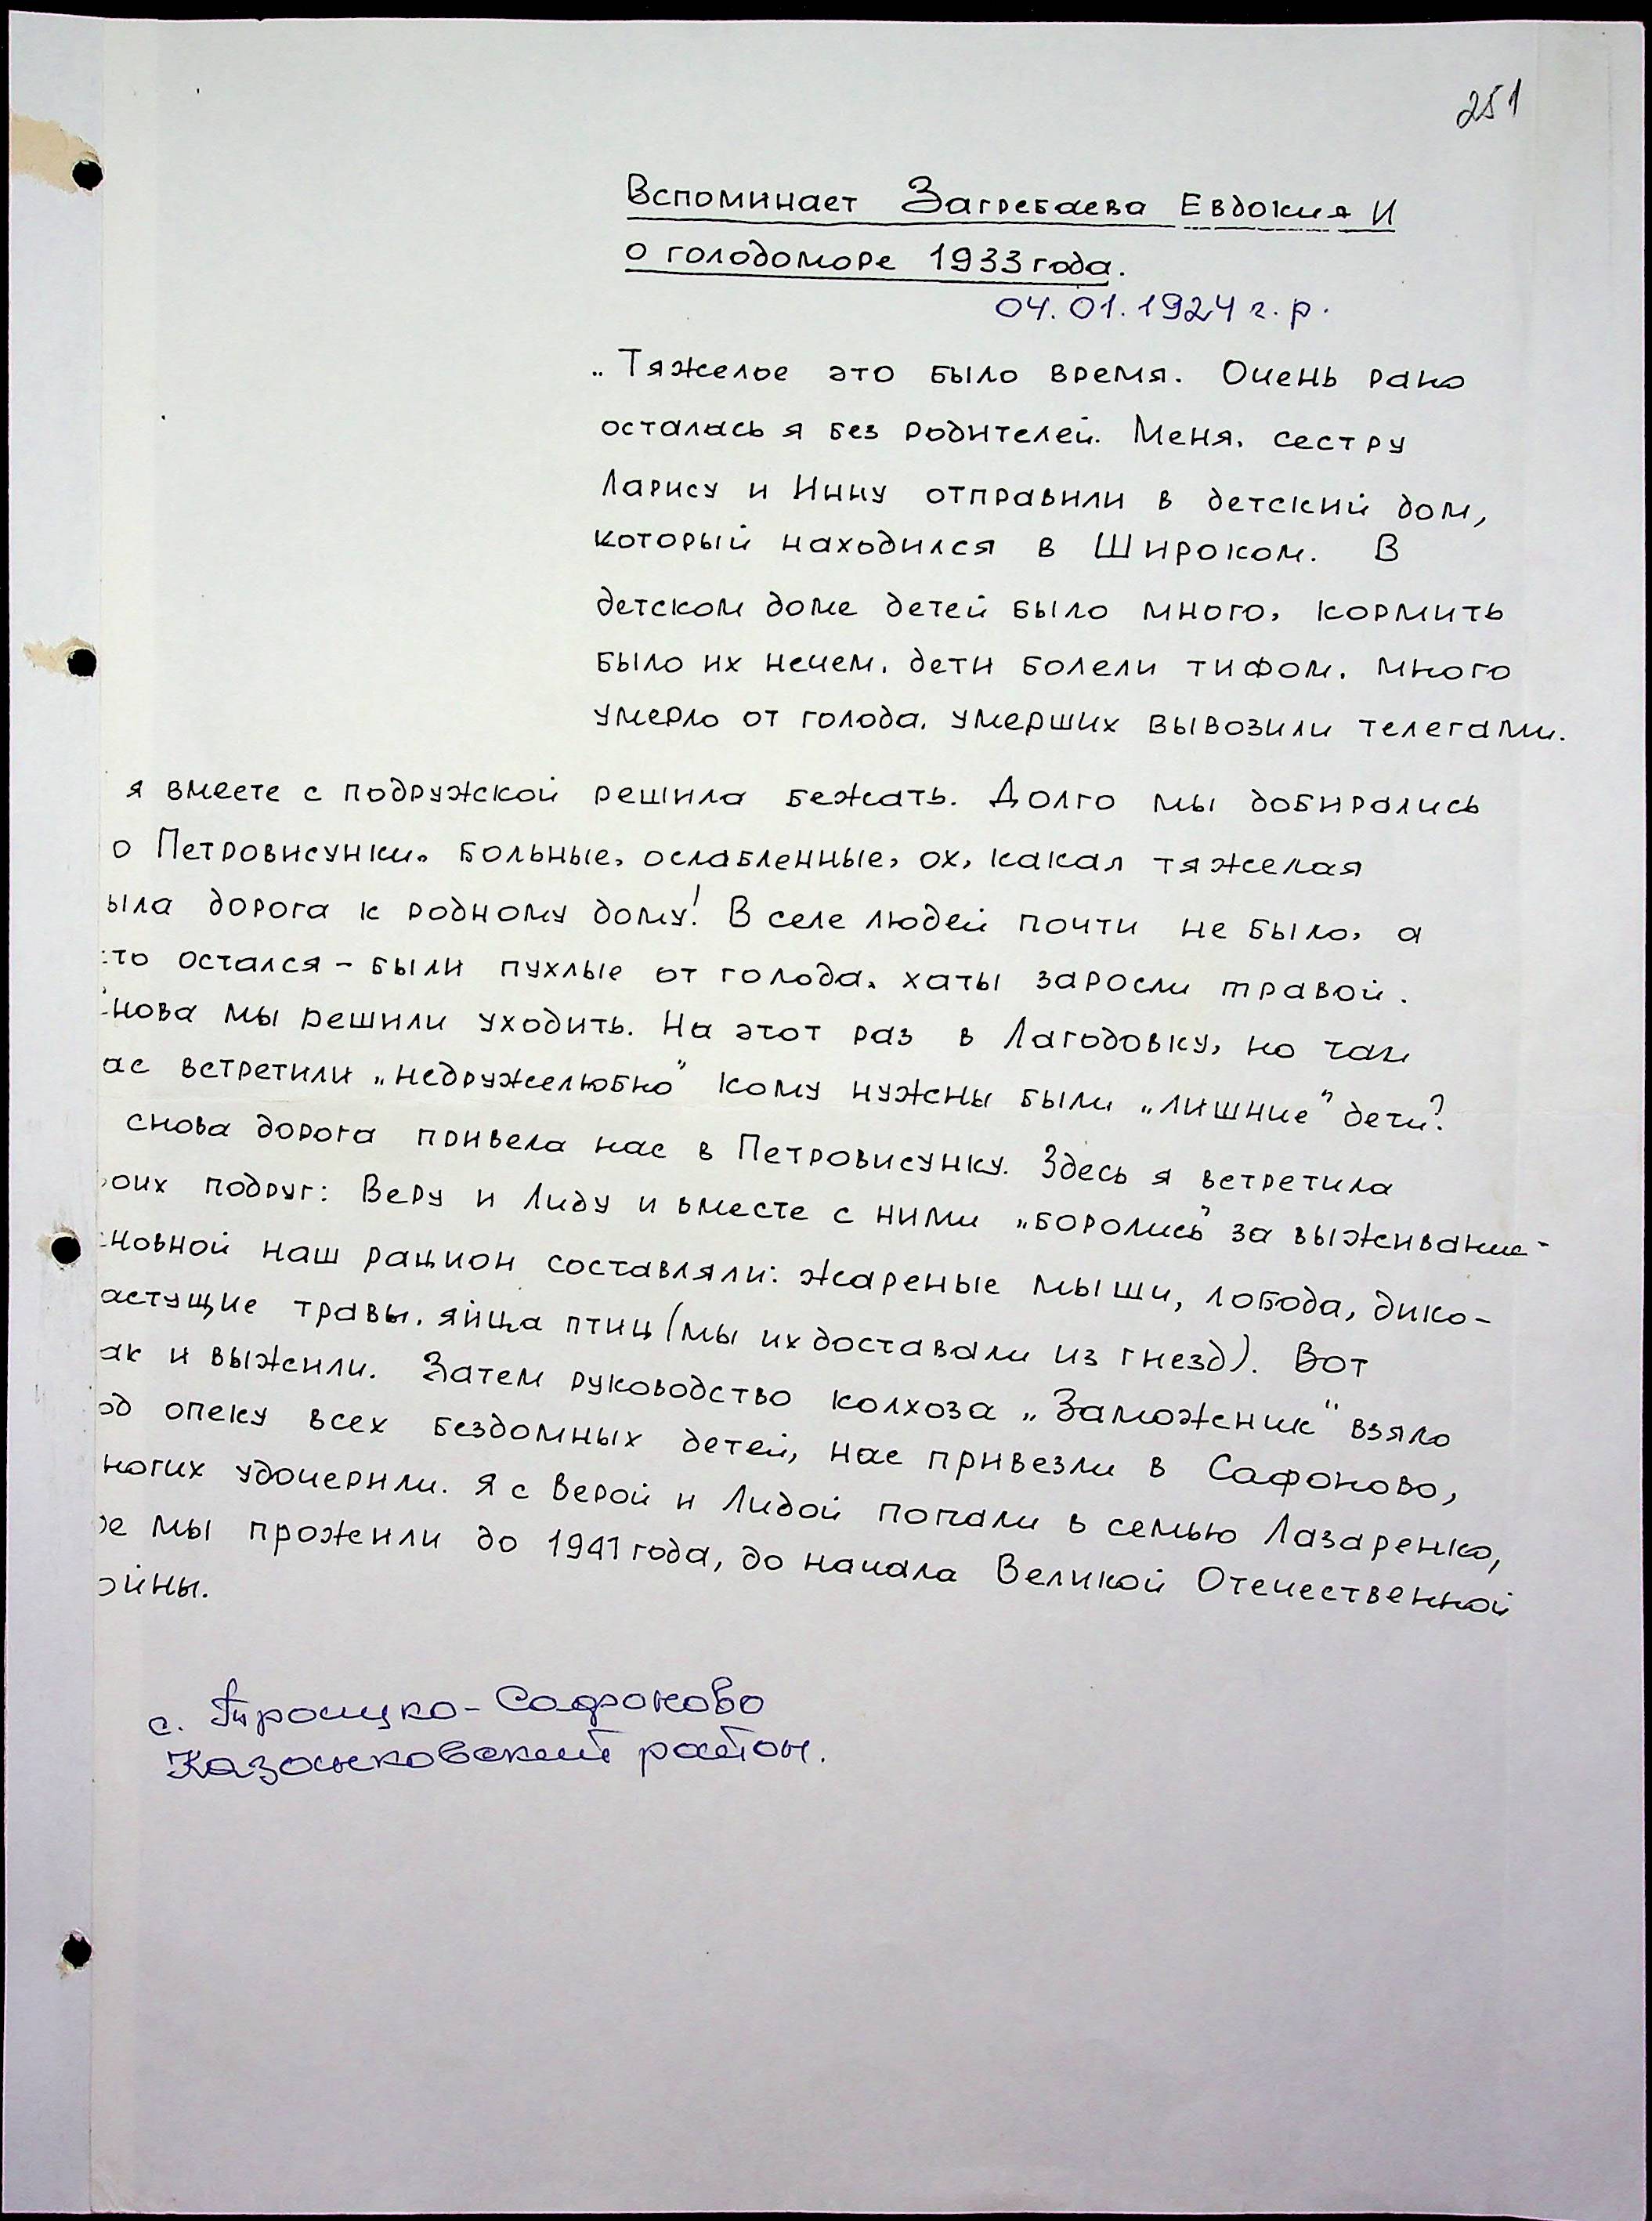 251
Вспоминает Загребаева Евдокия И
о голодоморе 1933 года.
04.01.1924 г.р.
„Тяжелое это было время. Очень рано
осталась я без родителей. Меня, сестру
Ларису и Нину отправили в детский дом,
который находился в Широком. В
детском доме детей было много, кормить
было их нечем, дети болели тифом, много
умерло от голода, умерших вывозили телегами.
я вместе с подружкой решила бежать. Долго мы добирались
о Петровисунки. Больные, ослабленные, ох, какая тяжелая
ыла дорога к родному дому! В селе людей почти не было, а
то остался – были пухлые от голода, хаты заросли травой.
нова мы решили уходить. На этот раз в Лагодовку, но там
ас встретили „недружелюбно" кому нужны были „лишние" дети?
снова дорога привела нас в Петровисунку. Здесь я встретила
оих подруг: Веру и Лиду и вместе с ними „боролись" за выживание-
новной наш рацион составляли: жареные мыши, лобода, дико-
астущие травы, яйца птиц (мы их доставали из гнезд). Вот
ак и выжили. Затем руководство колхоза „Заможеник" взяло
од опеку всех бездомных детей, нас привезли в Сафоново,
ногих удочерили. Я с Верой и Лидой попали в семью Лазаренко,
де мы прожили до 1941 года, до начала Великой Отечественной
ойны.
с. Троицко-Сафоново
Казанковский район.